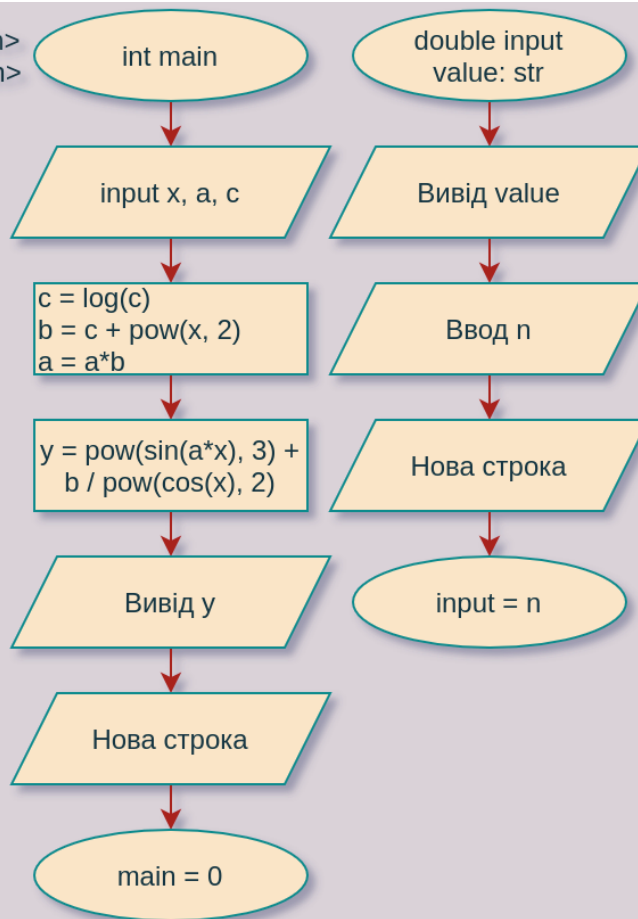 n>
n>
int main
input x, a, c
c = log(c)
b = c + pow(x, 2)
a = a*b
y = pow(sin(a*x), 3) +
b / pow(cos(x), 2)
Вивід y
Нова строка
main = 0
double input
value: str
Вивід value
Ввод n
Нова строка
input = n